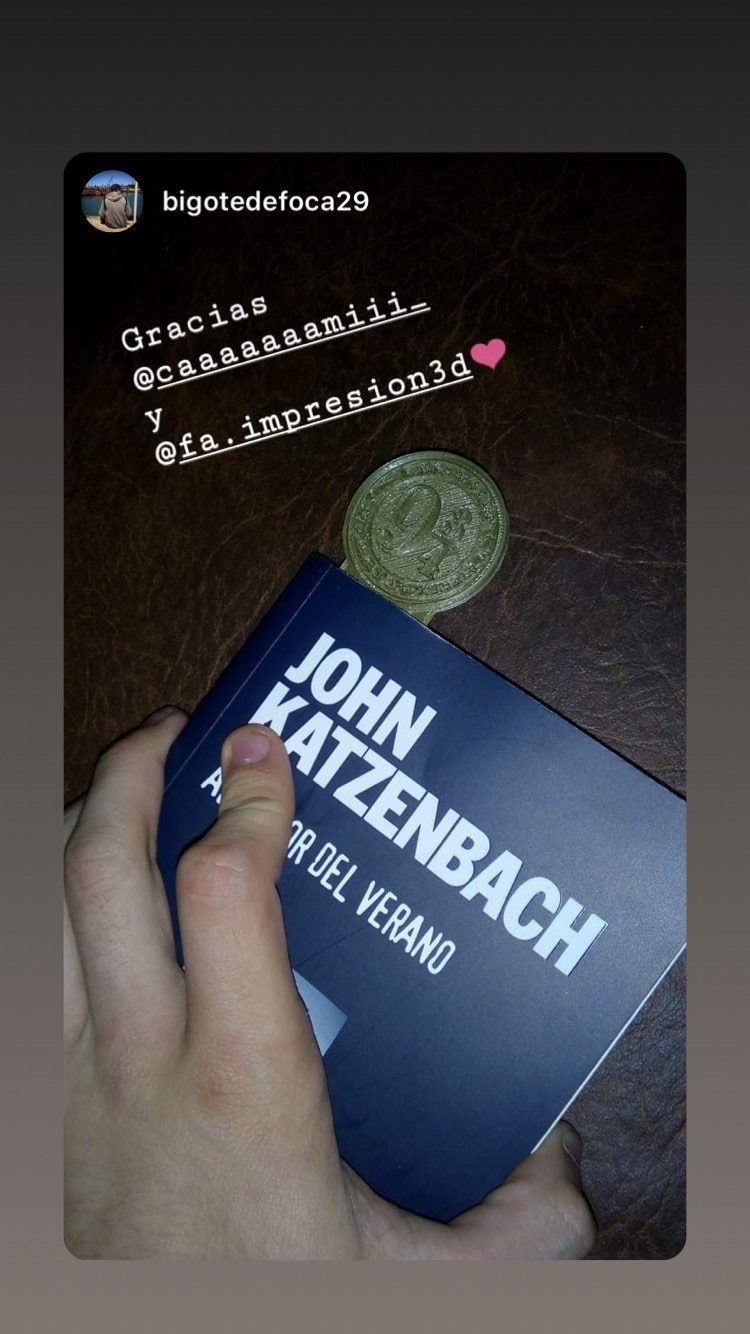 bigotedefoca29
Gracias
@caaaaaaamiii_
y
@fa.impresion3d
9¾
JOHN
KATZENBACH
DEL VERANO